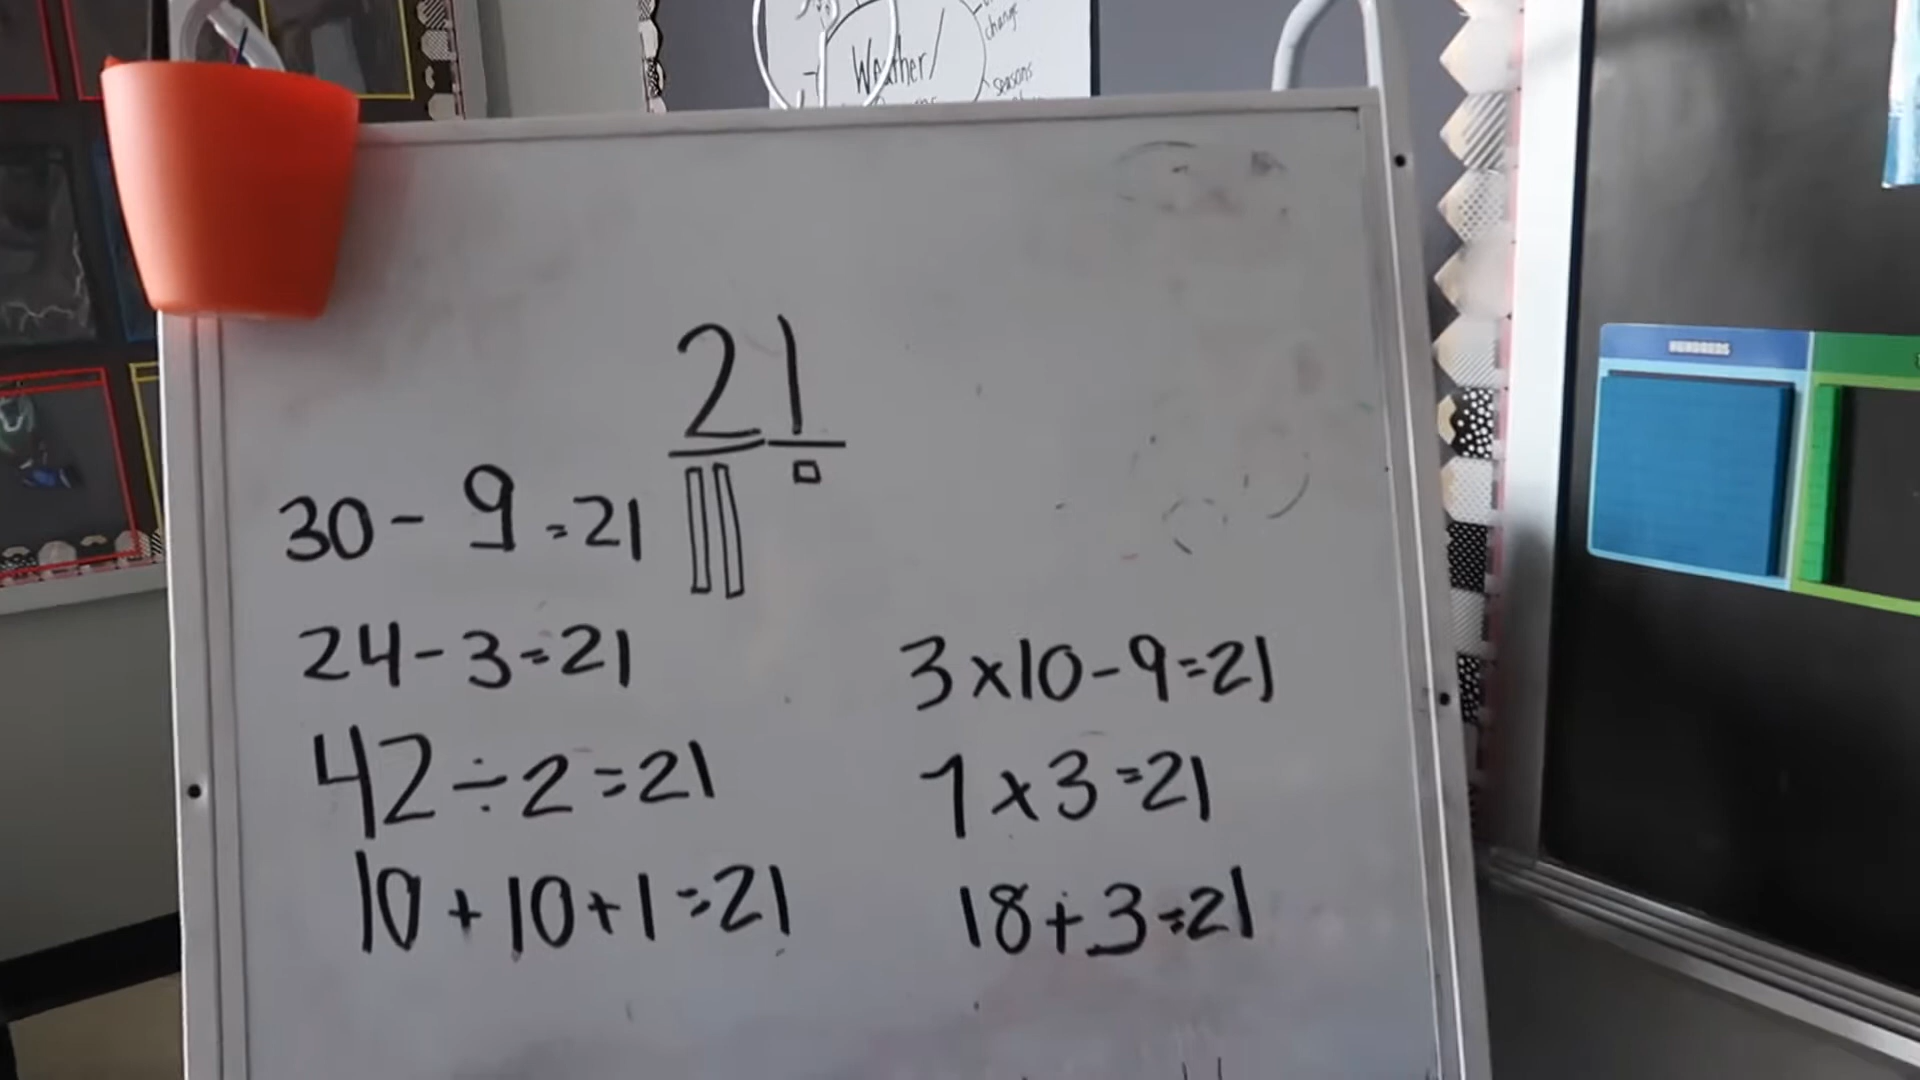 change
Weather/
seasons
HUNDREDS
21
30 - 9 = 21
24 - 3 = 21
42 ÷ 2 = 21
10 + 10 + 1 = 21
3 x 10 - 9 = 21
7 x 3 = 21
18 + 3 = 21